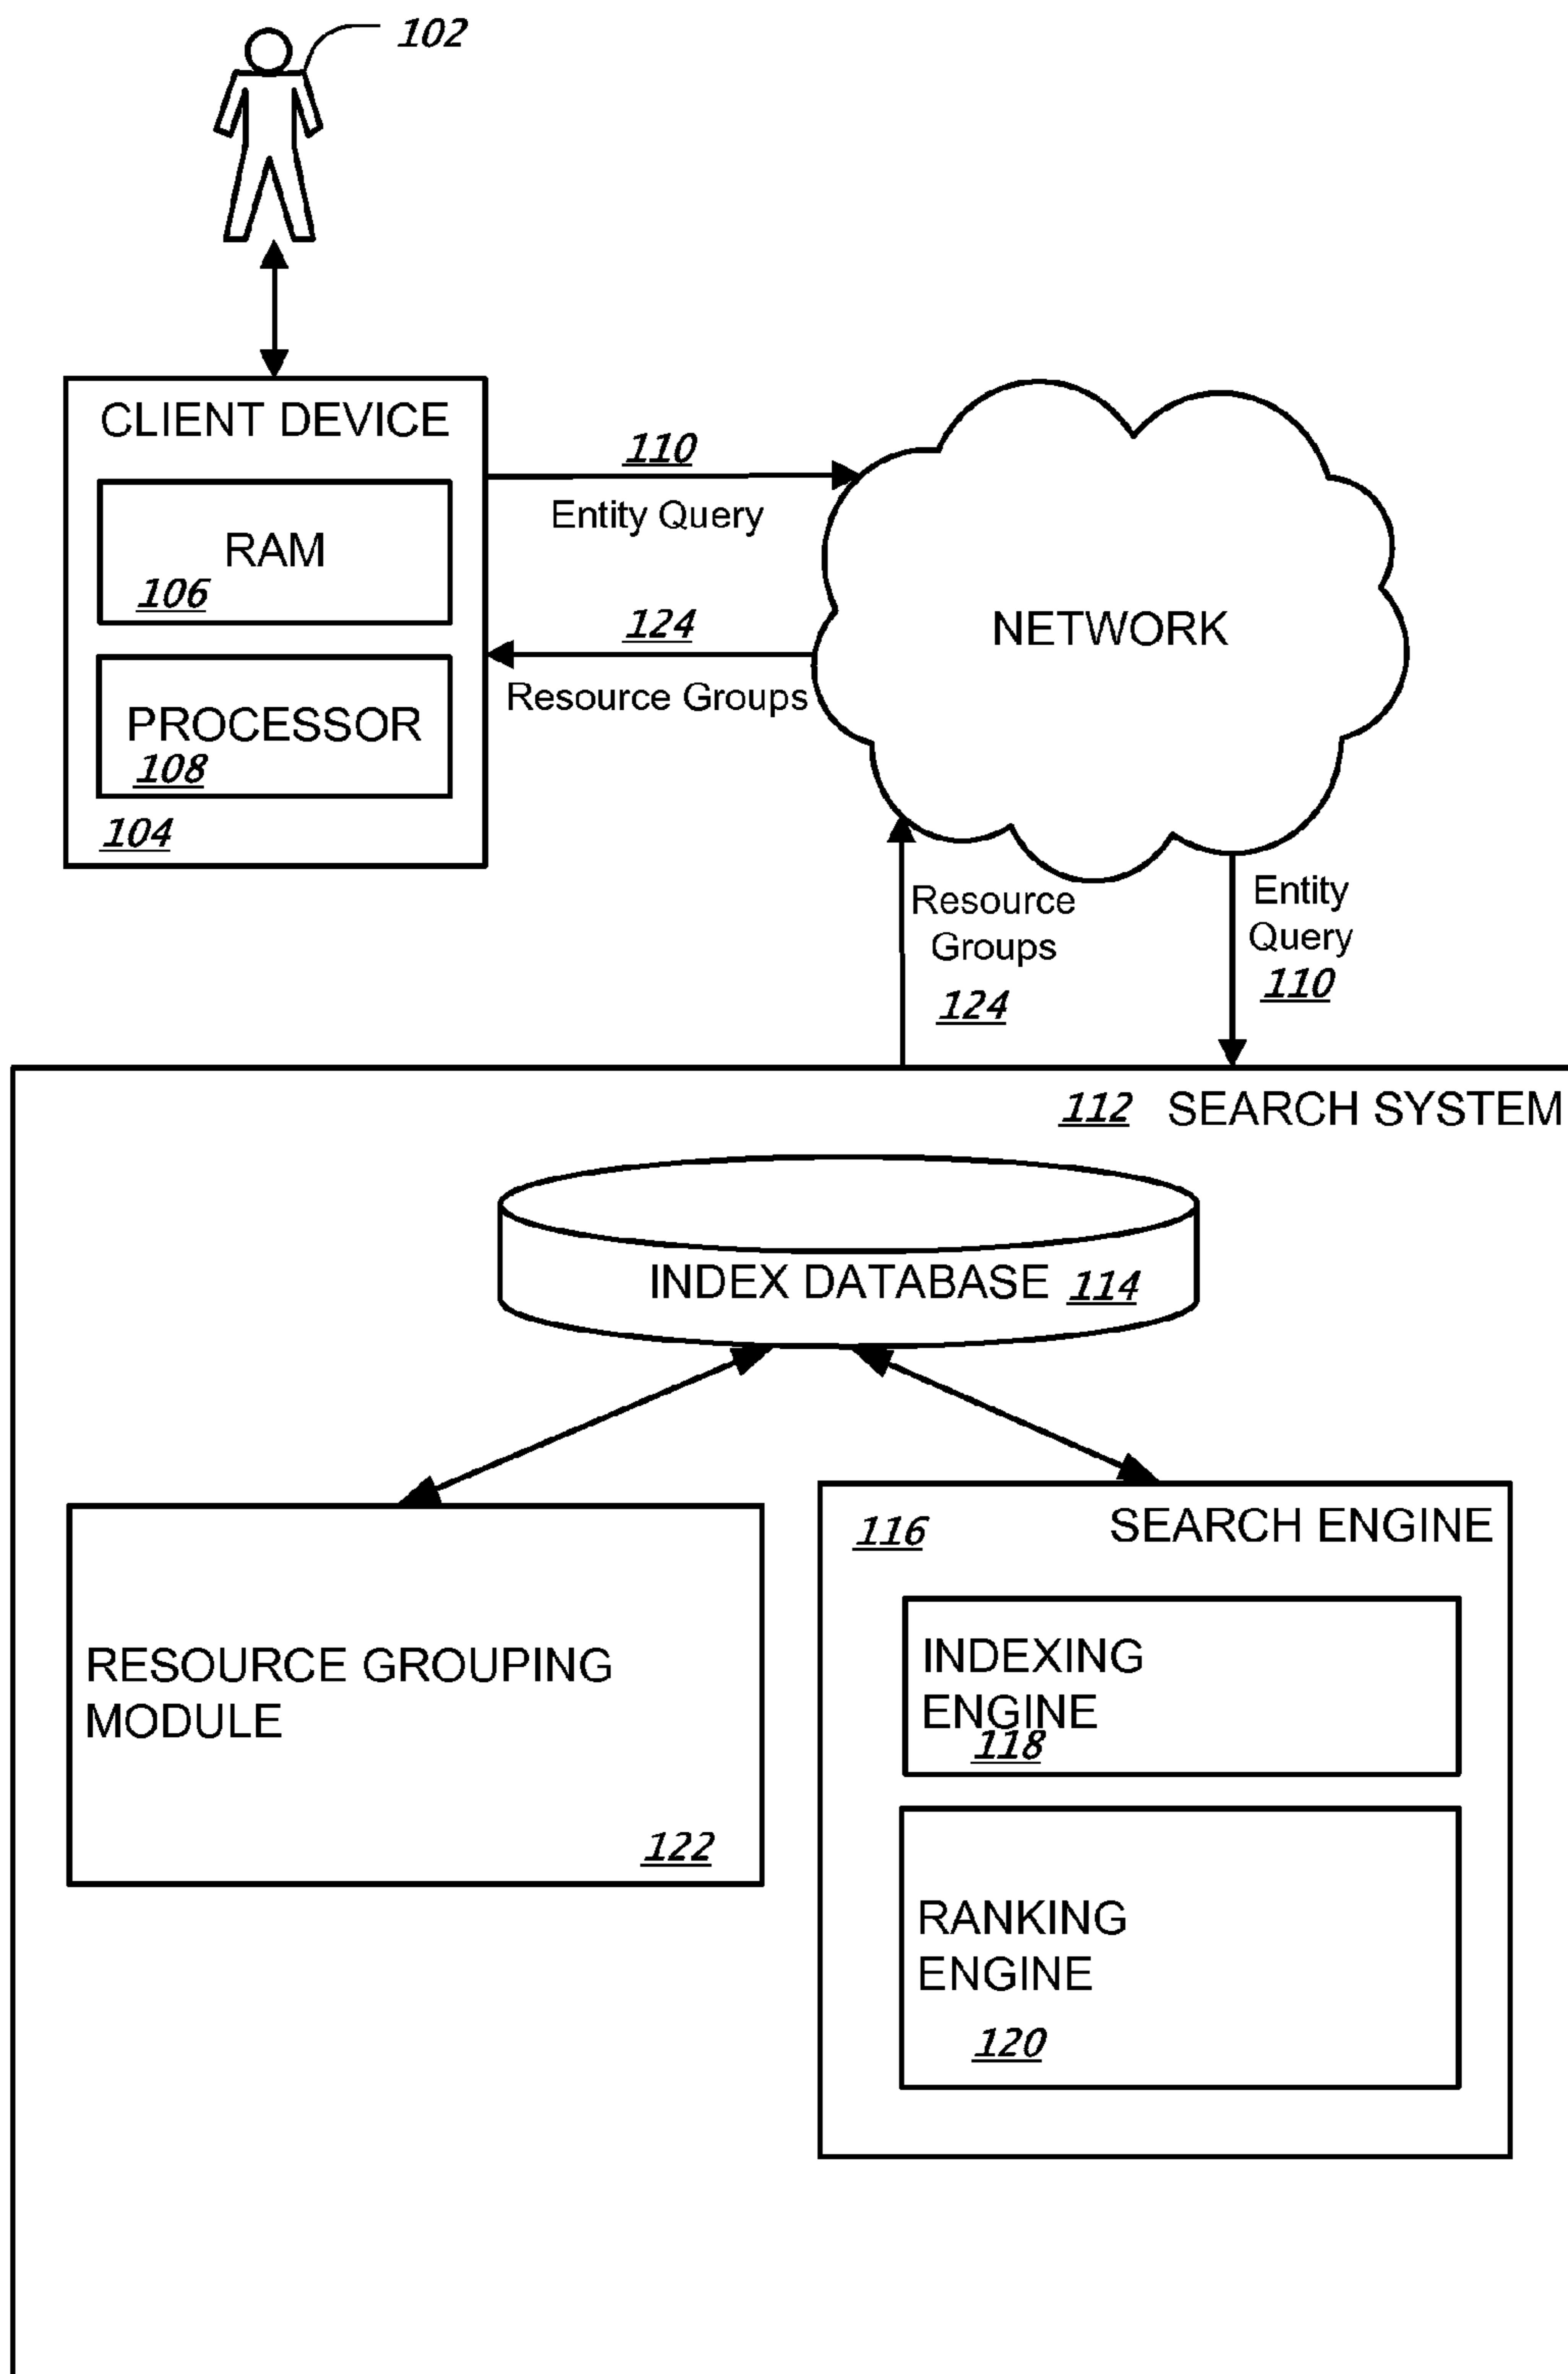 102
CLIENT DEVICE
RAM
106
PROCESSOR
108
104
110
Entity Query
124
Resource Groups
NETWORK
Resource
Groups
124
Entity
Query
110
112 SEARCH SYSTEM
INDEX DATABASE 114
RESOURCE GROUPING
MODULE
122
116 SEARCH ENGINE
INDEXING
ENGINE
118
RANKING
ENGINE
120